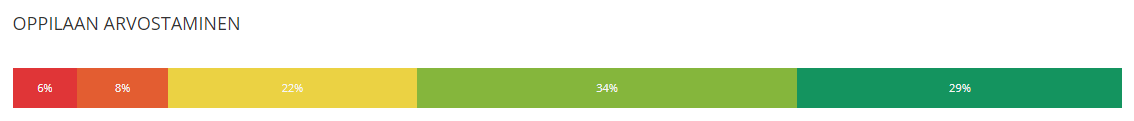 OPPILAAN ARVOSTAMINEN
6% 8% 22% 34% 29%